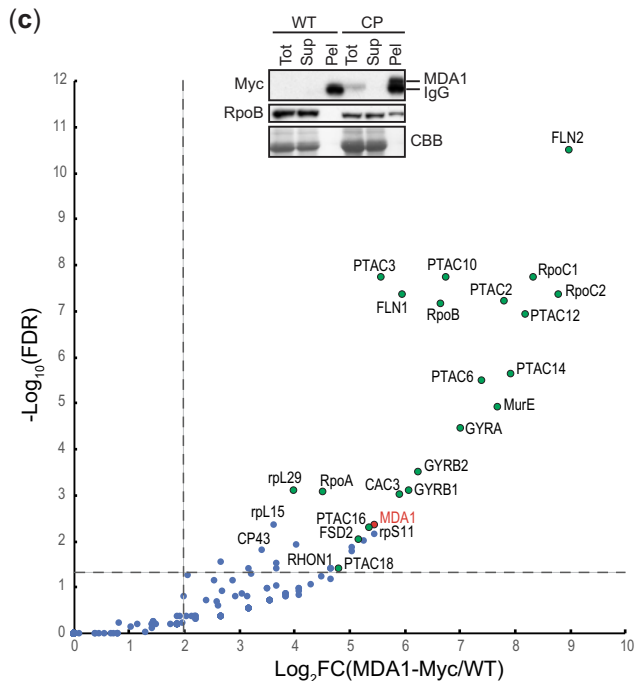 (c)
WT CP
Tot Sup Pel Tot Sup Pel
Myc MDA1
IgG
RpoB
CBB
12
11
10
9
8
7
6
5
4
3
2
1
0
-Log10(FDR)
FLN2
PTAC3 PTAC10 RpoC1
FLN1 RpoB PTAC2 RpoC2
PTAC12
PTAC6 PTAC14
MurE
GYRA
GYRB2
rpL29 RpoA CAC3 GYRB1
rpL15
PTAC16 MDA1
CP43 FSD2 rpS11
RHON1 PTAC18
0 1 2 3 4 5 6 7 8 9 10
Log2FC(MDA1-Myc/WT)